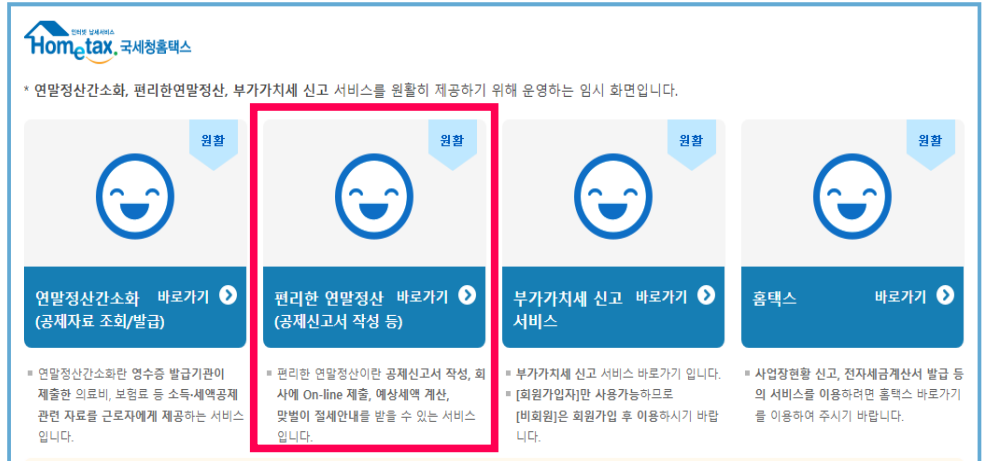 인터넷 납세서비스
Hometax. 국세청홈택스
* 연말정산간소화, 편리한연말정산, 부가가치세 신고 서비스를 원활히 제공하기 위해 운영하는 임시 화면입니다.
원활
연말정산간소화 바로가기
(공제자료 조회/발급)
▪ 연말정산간소화란 영수증 발급기관이
제출한 의료비, 보험료 등 소득·세액공제
관련 자료를 근로자에게 제공하는 서비스
입니다.
원활
편리한 연말정산 바로가기
(공제신고서 작성 등)
▪ 편리한 연말정산이란 공제신고서 작성, 회
사에 On-line 제출, 예상세액 계산,
맞벌이 절세안내를 받을 수 있는 서비스
입니다.
원활
부가가치세 신고 바로가기
서비스
▪ 부가가치세 신고 서비스 바로가기 입니다.
▪ [회원가입자]만 사용가능하므로
[비회원]은 회원가입 후 이용하시기 바랍
니다.
원활
홈택스 바로가기
▪ 사업장현황 신고, 전자세금계산서 발급 등
의 서비스를 이용하려면 홈택스 바로가기
를 이용하여 주시기 바랍니다.